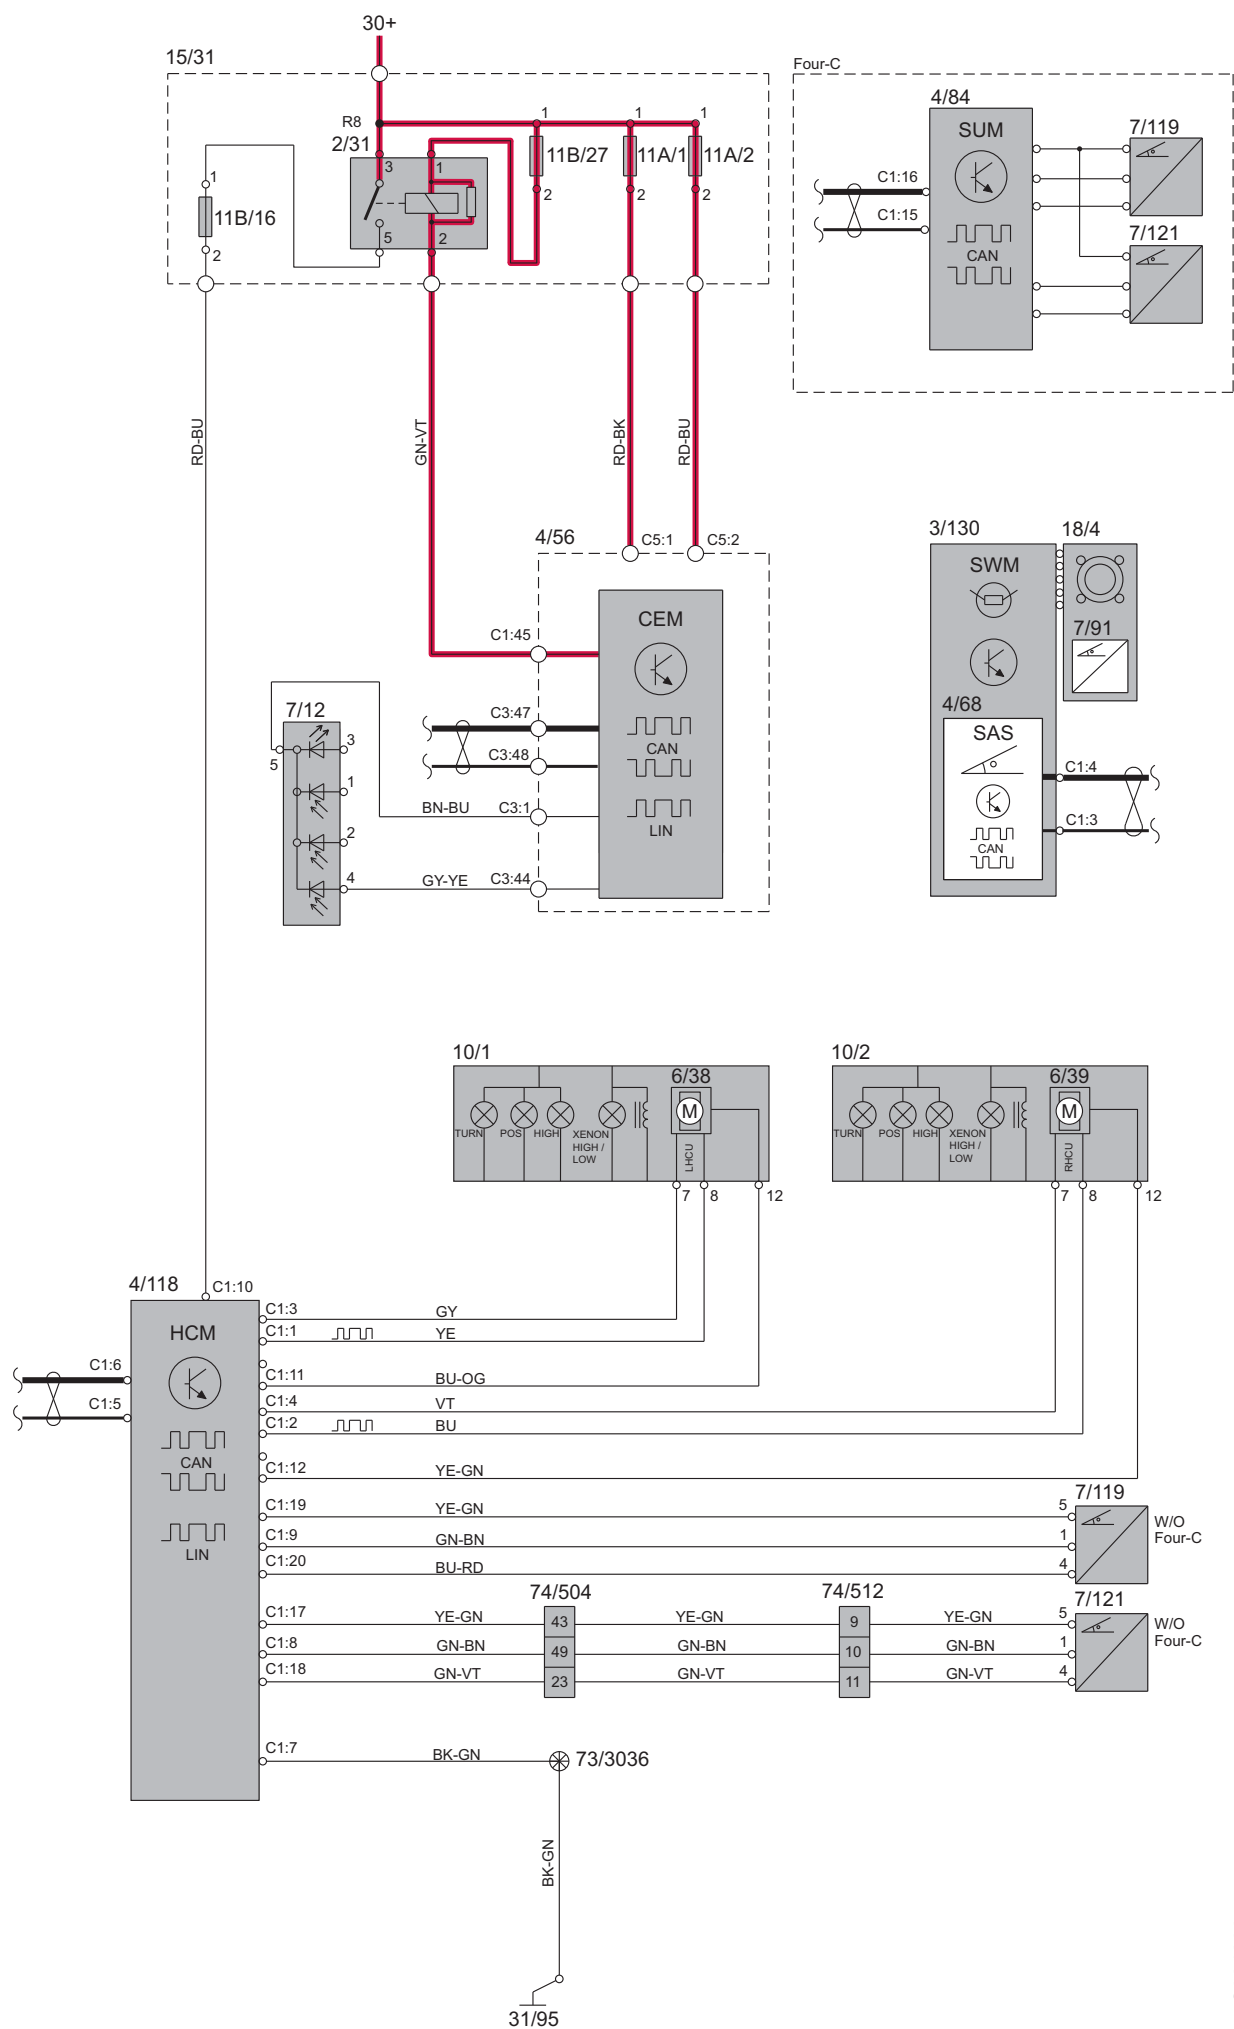 30+
15/31
Four-C
4/84
SUM
7/119
R8
2/31
1
1
1
3
1
11B/27
11A/1
11A/2
C1:16
1
2
2
2
11B/16
C1:15
5
2
2
CAN
7/121
RD-BU
GN-VT
RD-BK
RD-BU
4/56
C5:1
C5:2
3/130
18/4
SWM
CEM
C1:45
7/91
7/12
C3:47
4/68
SAS
3
5
CAN
C3:48
C1:4
1
BN-BU
C3:1
LIN
C1:3
2
CAN
4
GY-YE
C3:44
10/1
10/2
6/38
6/39
M
M
TURN
POS
HIGH
XENON
HIGH /
LOW
LHCU
TURN
POS
HIGH
XENON
HIGH /
LOW
RHCU
7
8
12
7
8
12
4/118
C1:10
HCM
C1:3
GY
C1:1
YE
C1:6
C1:11
BU-OG
C1:5
C1:4
VT
C1:2
BU
CAN
C1:12
YE-GN
7/119
C1:19
YE-GN
5
W/O
Four-C
C1:9
GN-BN
1
LIN
C1:20
BU-RD
4
74/504
74/512
7/121
C1:17
YE-GN
43
YE-GN
9
YE-GN
5
W/O
Four-C
C1:8
GN-BN
49
GN-BN
10
GN-BN
1
C1:18
GN-VT
23
GN-VT
11
GN-VT
4
C1:7
BK-GN
73/3036
BK-GN
31/95